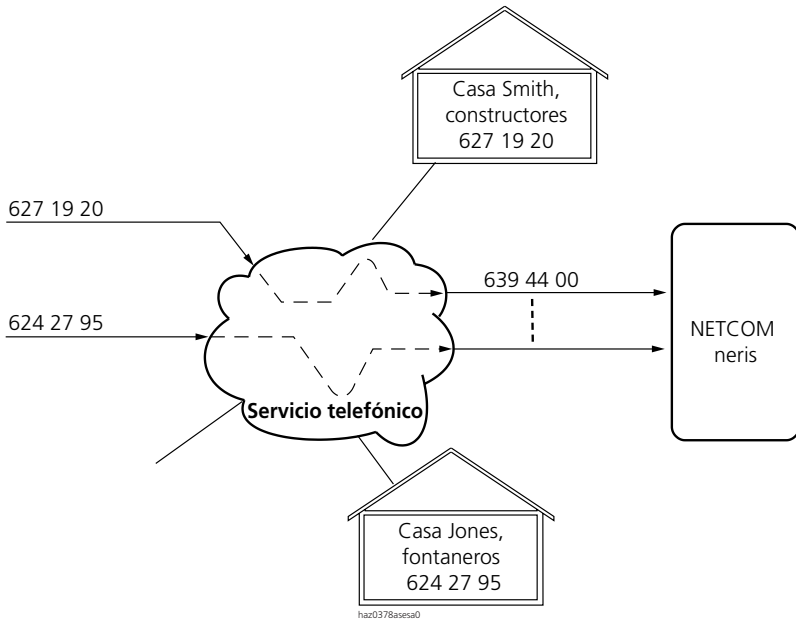 Casa Smith,
constructores
627 19 20
627 19 20
639 44 00
624 27 95
NETCOM
neris
Servicio telefónico
Casa Jones,
fontaneros
624 27 95
haz0378asesa0